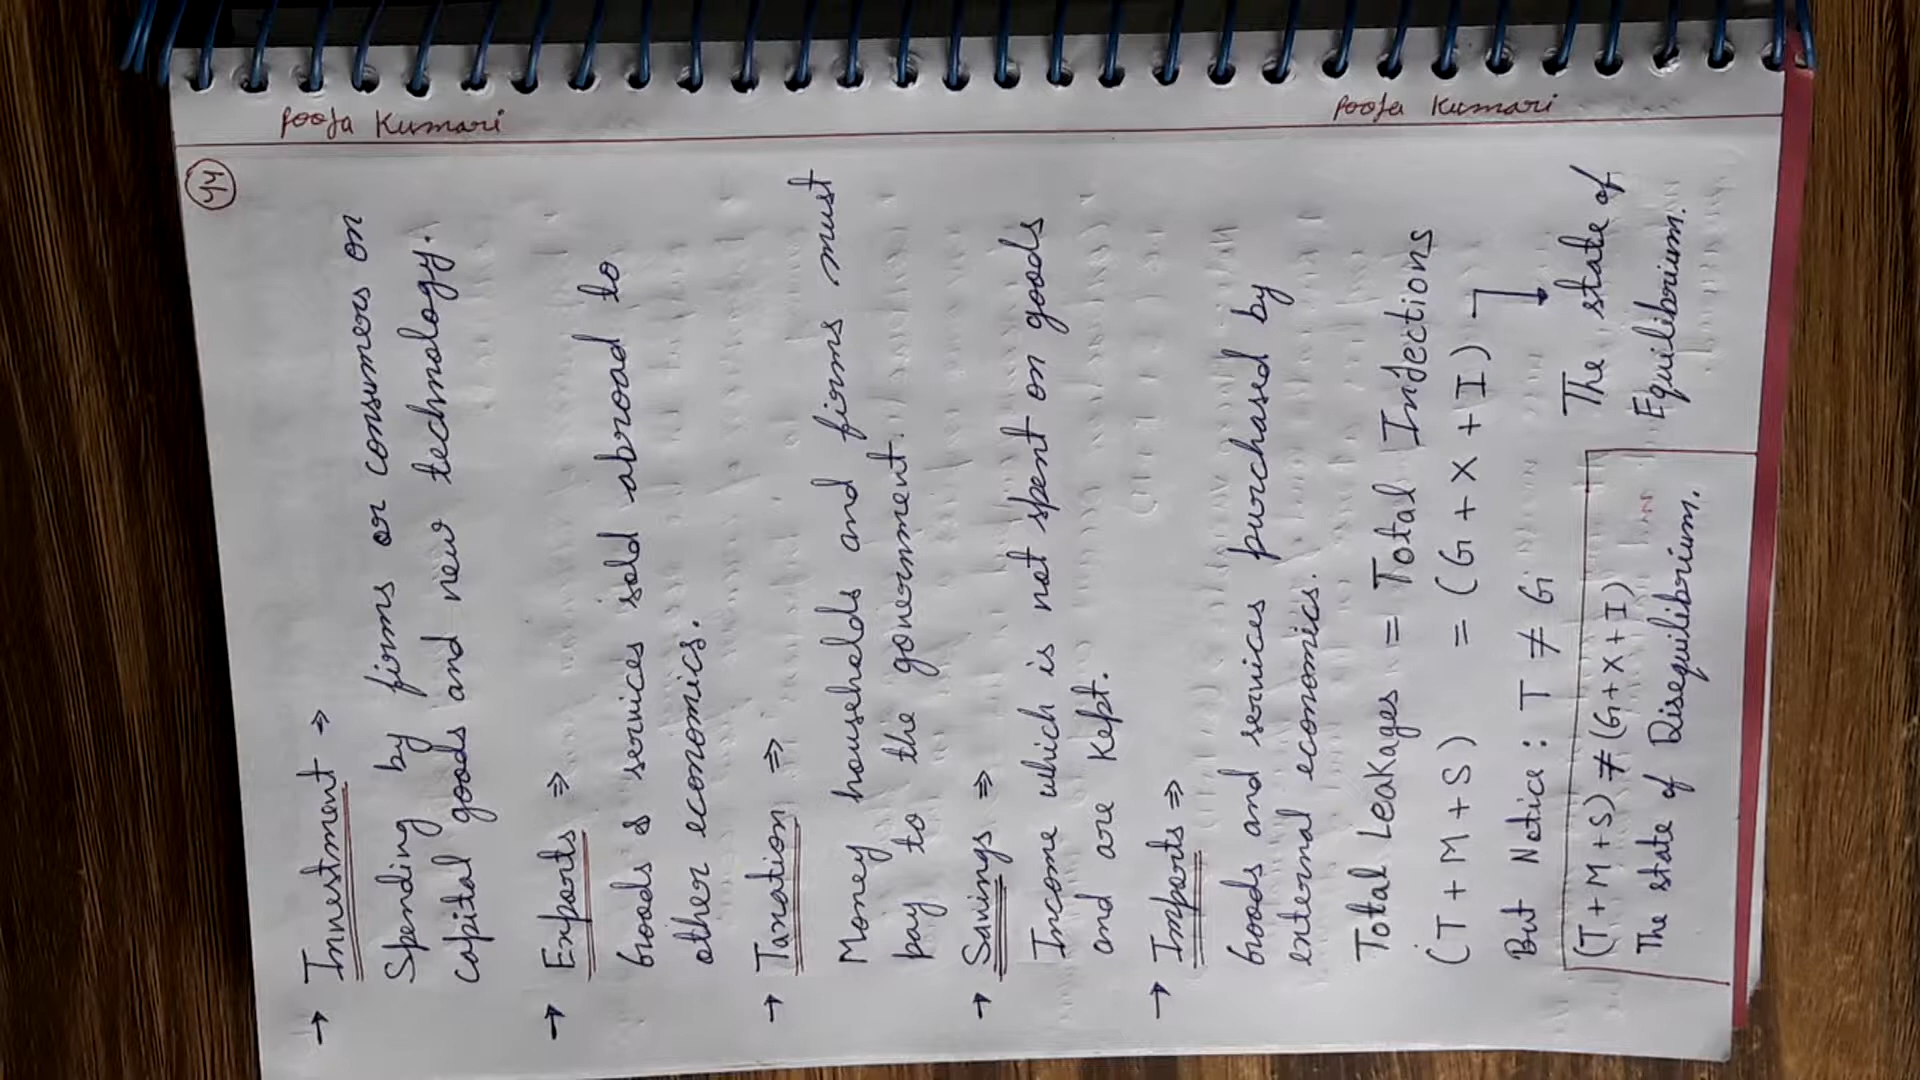 44
Pooja Kumari
Pooja Kumari
→ Investment ⇒
Spending by firms or consumers on
capital goods and new technology.
→ Exports ⇒
Goods & services sold abroad to
other economics.
→ Taxation ⇒
Money households and firms must
pay to the government.
→ Savings ⇒
Income which is not spent on goods
and are kept.
→ Imports ⇒
Goods and services purchased by
external economics.
Total Leakages = Total Injections
(T + M + S) = (G + X + I)
But Notice : T ≠ G
The state of
Equilibrium.
(T + M + S) ≠ (G + X + I)
The state of Disequilibrium.